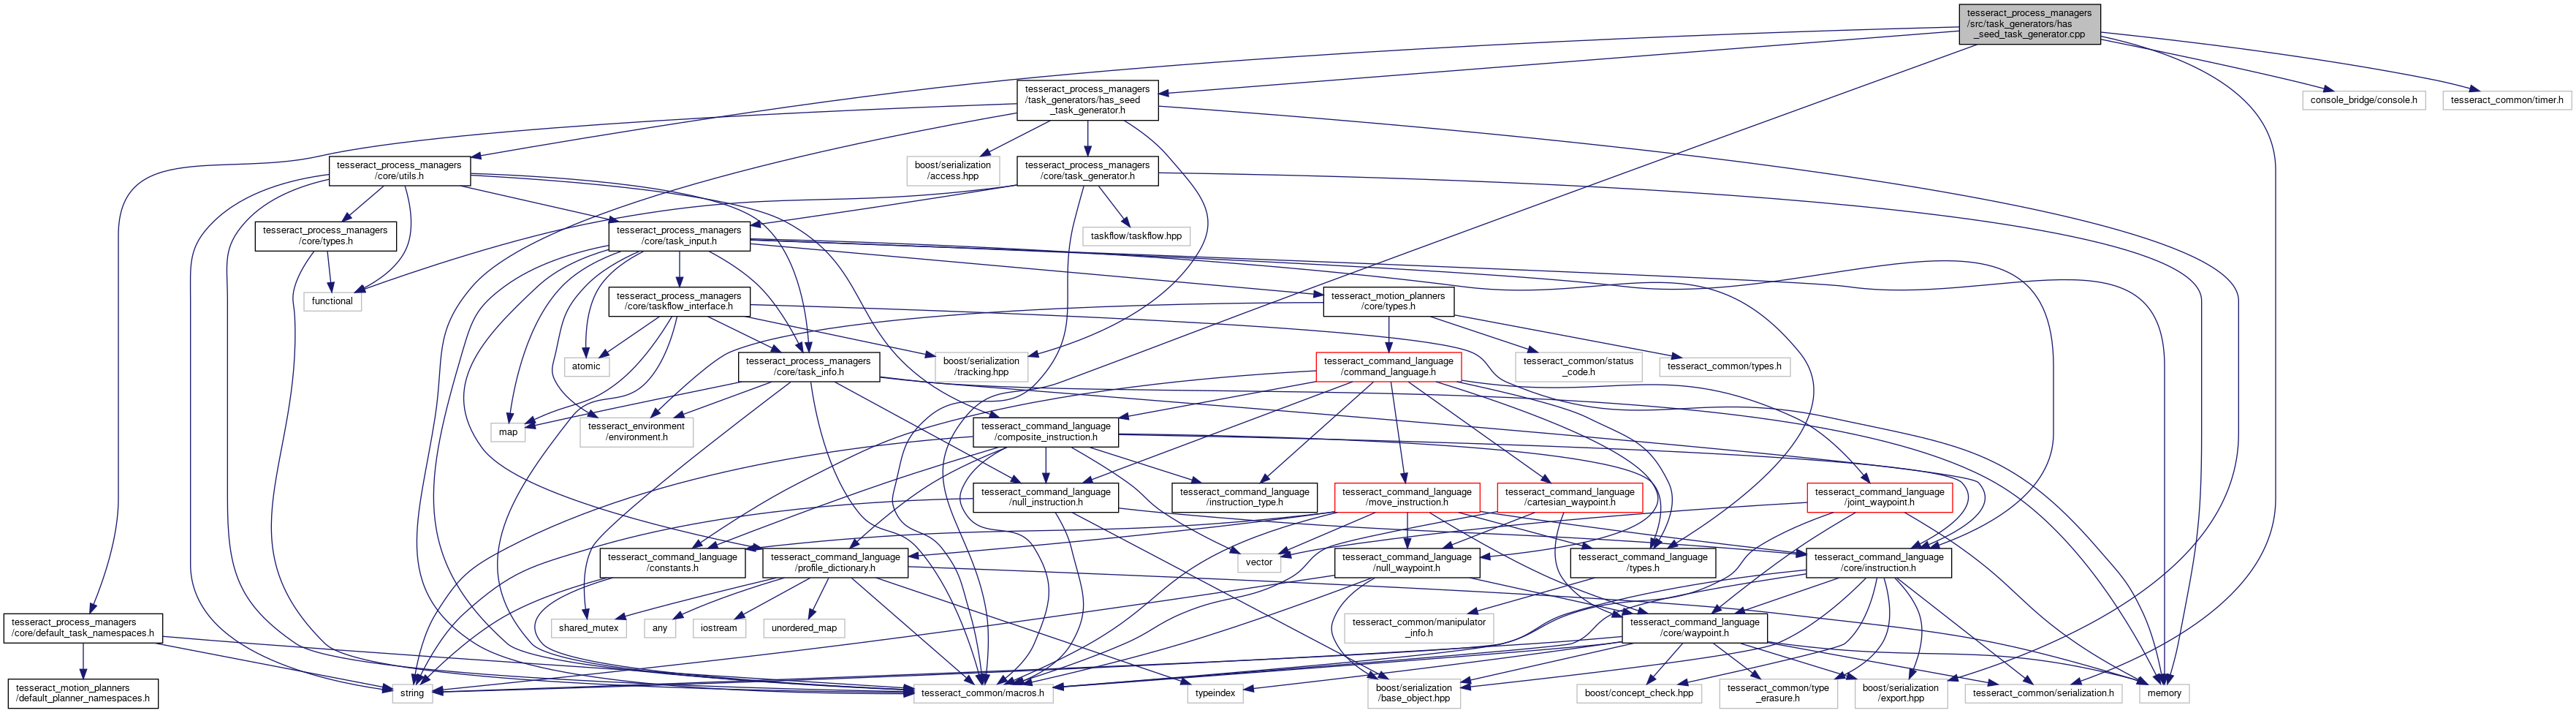 tesseract_process_managers
/src/task_generators/has
_seed_task_generator.cpp
tesseract_process_managers
/task_generators/has_seed
_task_generator.h
console_bridge/console.h
tesseract_common/timer.h
tesseract_process_managers
/core/utils.h
boost/serialization
/access.hpp
tesseract_process_managers
/core/task_generator.h
tesseract_process_managers
/core/types.h
tesseract_process_managers
/core/task_input.h
taskflow/taskflow.hpp
functional
tesseract_process_managers
/core/taskflow_interface.h
tesseract_motion_planners
/core/types.h
atomic
tesseract_process_managers
/core/task_info.h
boost/serialization
/tracking.hpp
tesseract_command_language
/command_language.h
tesseract_common/status
_code.h
tesseract_common/types.h
map
tesseract_environment
/environment.h
tesseract_command_language
/composite_instruction.h
tesseract_command_language
/null_instruction.h
tesseract_command_language
/instruction_type.h
tesseract_command_language
/move_instruction.h
tesseract_command_language
/cartesian_waypoint.h
tesseract_command_language
/joint_waypoint.h
tesseract_command_language
/constants.h
tesseract_command_language
/profile_dictionary.h
vector
tesseract_command_language
/null_waypoint.h
tesseract_command_language
/types.h
tesseract_command_language
/core/instruction.h
tesseract_process_managers
/core/default_task_namespaces.h
shared_mutex
any
iostream
unordered_map
tesseract_common/manipulator
_info.h
tesseract_command_language
/core/waypoint.h
tesseract_motion_planners
/default_planner_namespaces.h
string
tesseract_common/macros.h
typeindex
boost/serialization
/base_object.hpp
boost/concept_check.hpp
tesseract_common/type
_erasure.h
boost/serialization
/export.hpp
tesseract_common/serialization.h
memory